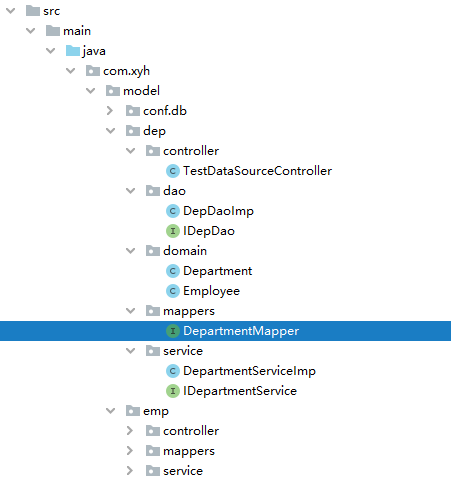 src
main
java
com.xyh
model
conf.db
dep
controller
C TestDataSourceController
dao
C DepDaoImp
I IDepDao
domain
C Department
C Employee
mappers
I DepartmentMapper
service
C DepartmentServiceImp
I IDepartmentService
emp
controller
mappers
service